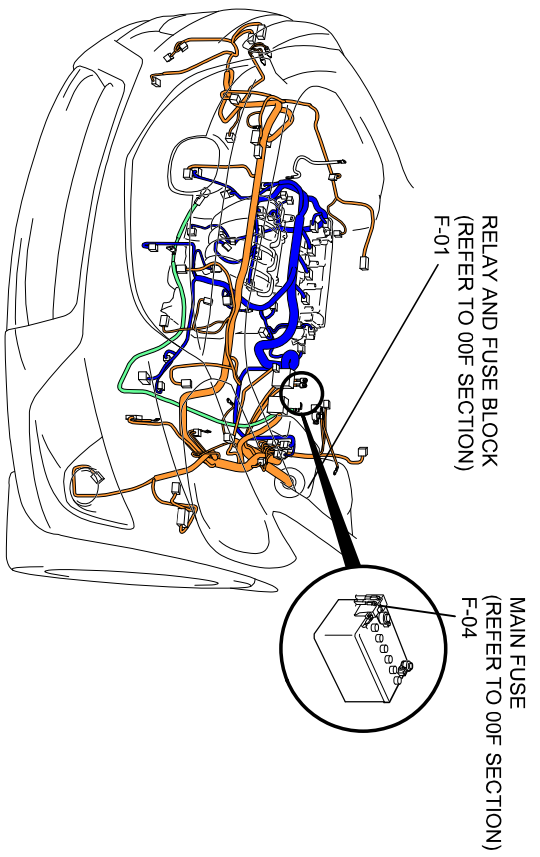 RELAY AND FUSE BLOCK
(REFER TO 00F SECTION)
F-01
MAIN FUSE
(REFER TO 00F SECTION)
F-04